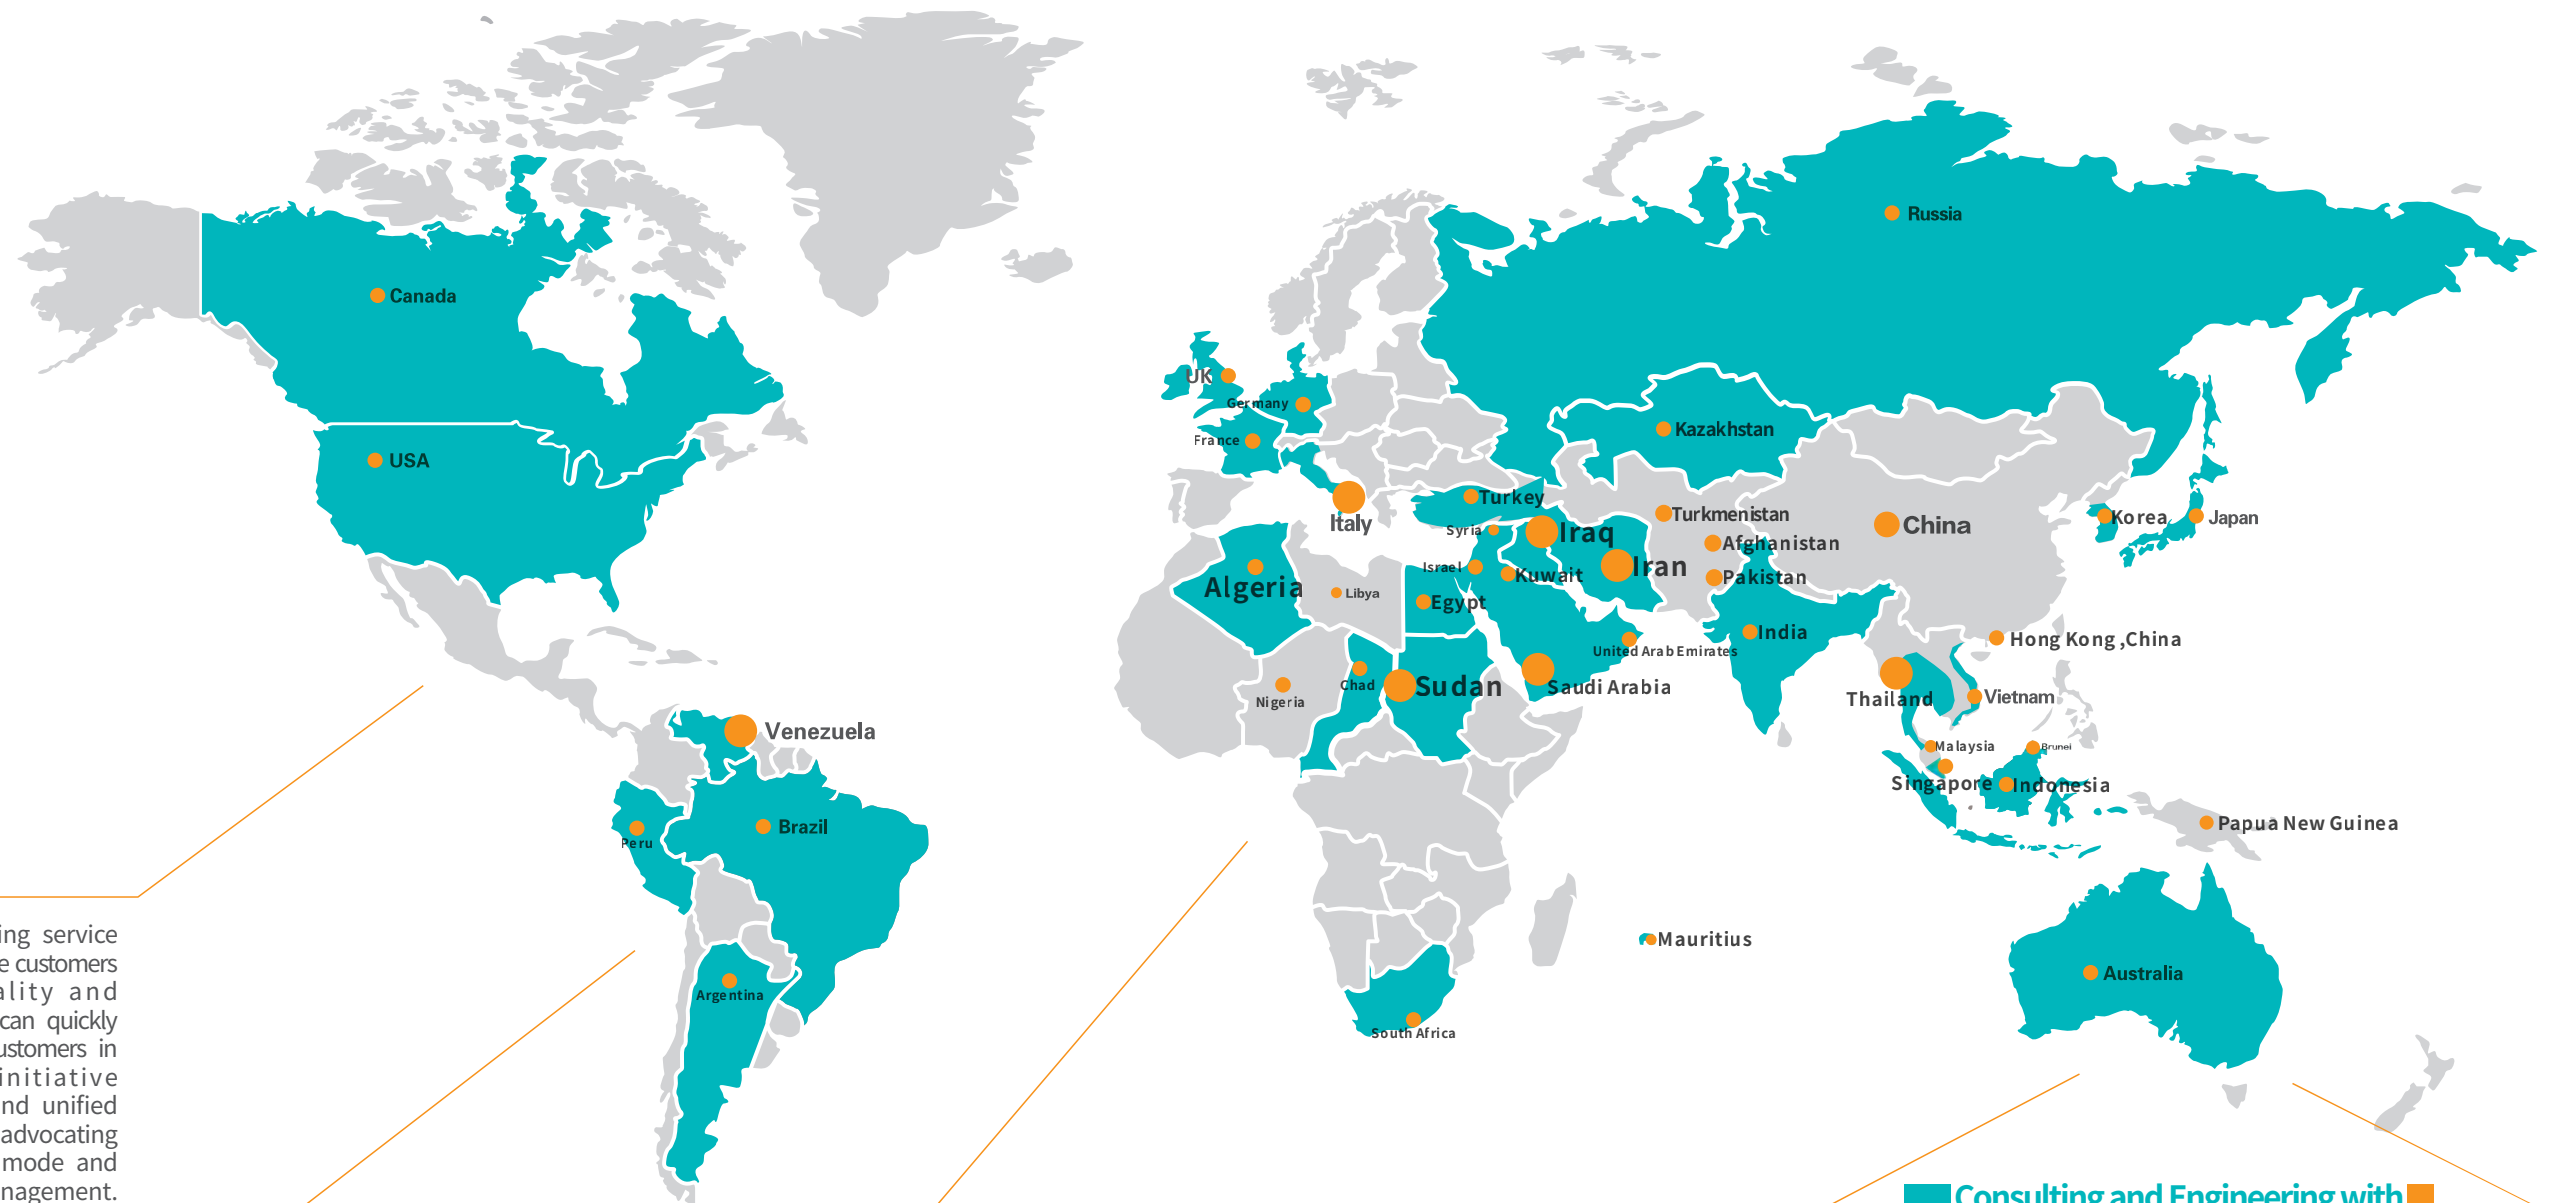 Russia
Canada
UK
Germany
Kazakhstan
France
USA
Turkey
Italy
Turkmenistan
China
Korea
Japan
Syria
Iraq
Afghanistan
Israel
Kuwait
Iran
Pakistan
Algeria
Libya
Egypt
India
Hong Kong ,China
United Arab Emirates
Chad
Sudan
Saudi Arabia
Nigeria
Thailand
Vietnam
Venezuela
Malaysia
Brunei
Singapore
Indonesia
Brazil
Papua New Guinea
Peru
Mauritius
Australia
Argentina
South Africa
ing service
e customers
ality and
can quickly
ustomers in
initiative
nd unified
advocating
mode and
nagement.
Consulting and Engineering with